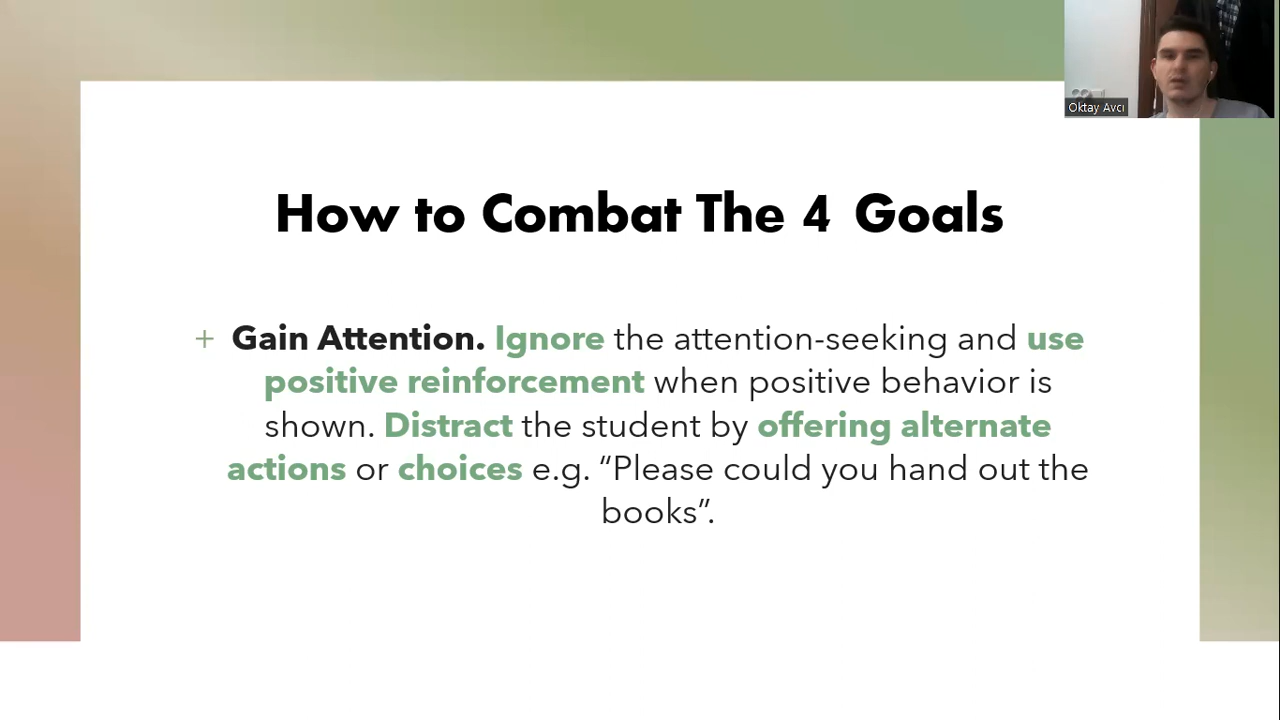 Oktay Avcı
How to Combat The 4 Goals
+ Gain Attention. Ignore the attention-seeking and use
positive reinforcement when positive behavior is
shown. Distract the student by offering alternate
actions or choices e.g. “Please could you hand out the
books”.